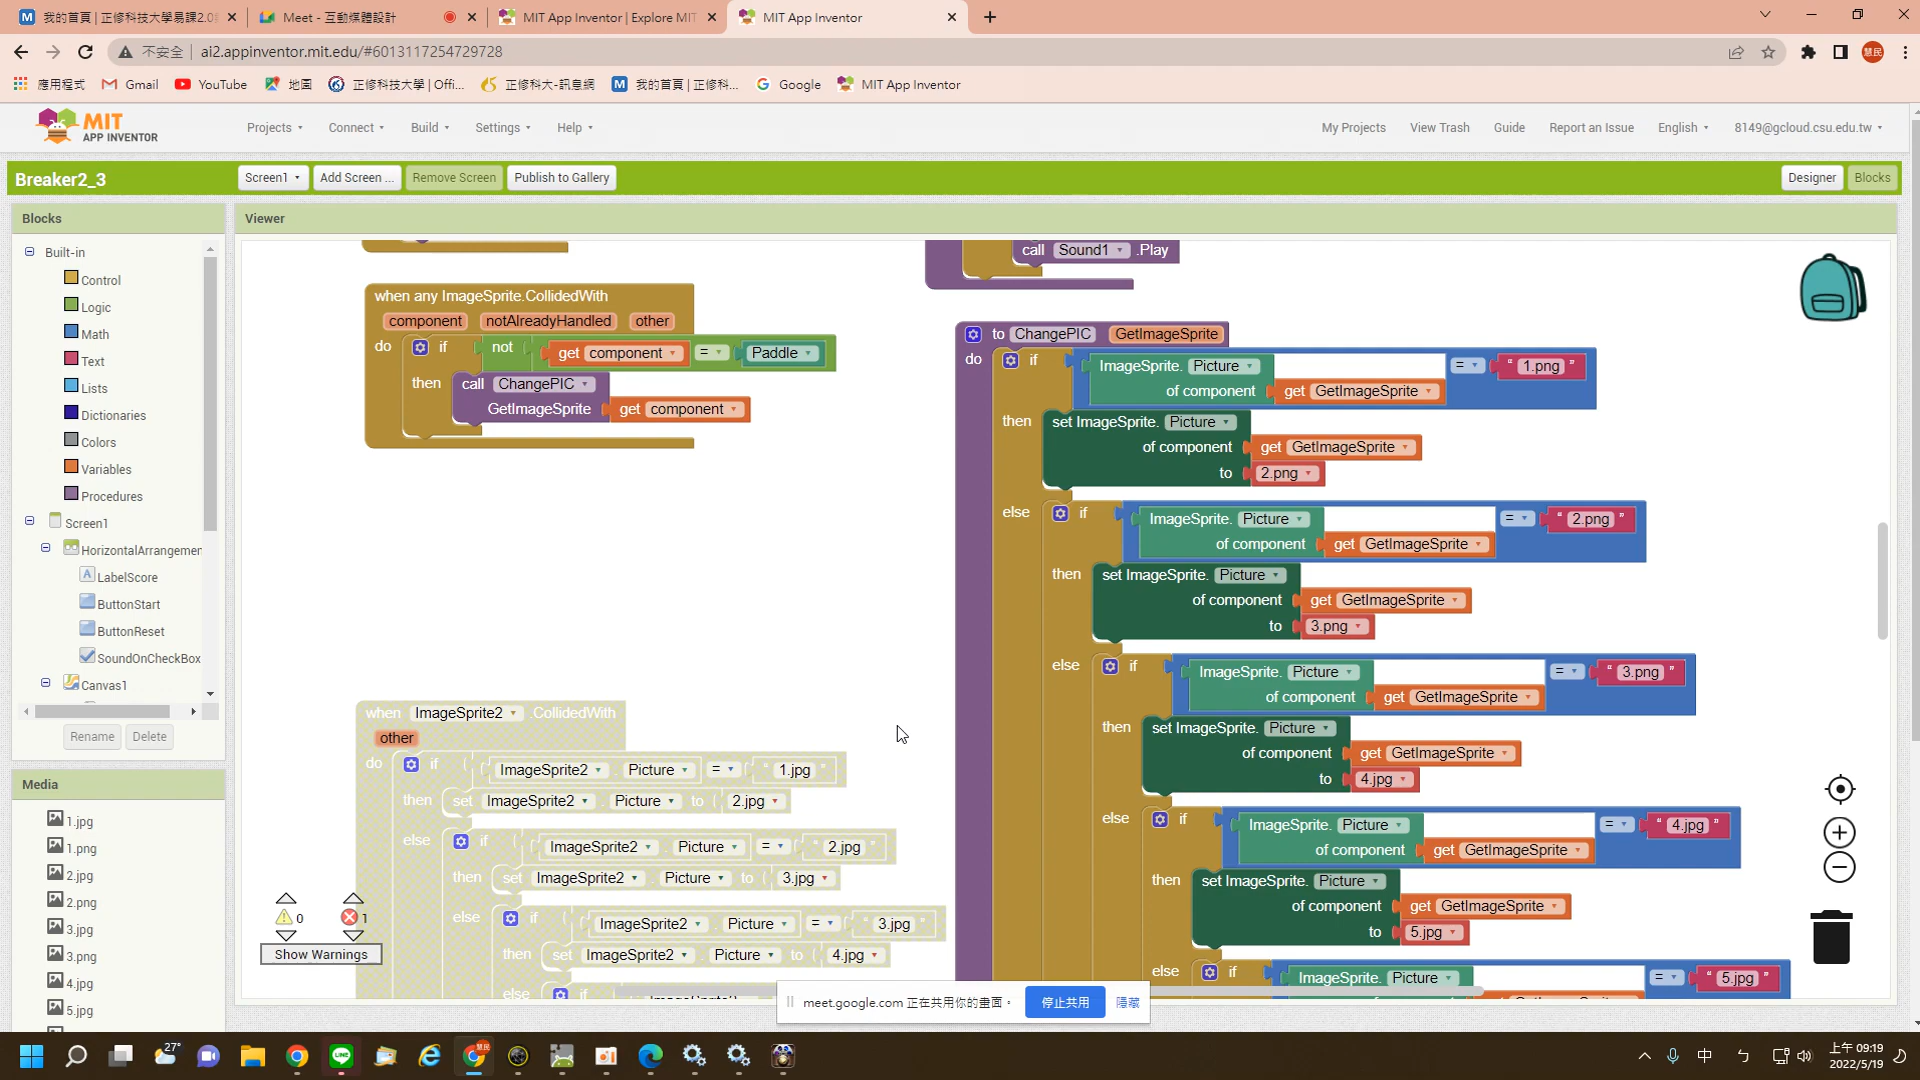 我的首頁 | 正修科技大學易課2.0
Meet - 互動媒體設計
MIT App Inventor | Explore MIT
MIT App Inventor
不安全
ai2.appinventor.mit.edu/#6013117254729728
慧民
應用程式
Gmail
YouTube
地圖
正修科技大學 | Offi...
正修科大-訊息網
我的首頁 | 正修科...
Google
MIT App Inventor
MIT
APP INVENTOR
Projects
Connect
Build
Settings
Help
My Projects
View Trash
Guide
Report an Issue
English
8149@gcloud.csu.edu.tw
Breaker2_3
Screen1
Add Screen ...
Remove Screen
Publish to Gallery
Designer
Blocks
Blocks
Built-in
Control
Logic
Math
Text
Lists
Dictionaries
Colors
Variables
Procedures
Screen1
HorizontalArrangemen
LabelScore
ButtonStart
ButtonReset
SoundOnCheckBox
Canvas1
Rename
Delete
Media
1.jpg
1.png
2.jpg
2.png
3.jpg
3.png
4.jpg
5.jpg
Viewer
when any ImageSprite.CollidedWith
component notAlreadyHandled other
do if not get component = Paddle
then call ChangePIC
GetImageSprite get component
when ImageSprite2 .CollidedWith
other
do if ImageSprite2 . Picture = " 1.jpg "
then set ImageSprite2 . Picture to 2.jpg
else if ImageSprite2 . Picture = " 2.jpg "
then set ImageSprite2 . Picture to 3.jpg
else if ImageSprite2 . Picture = " 3.jpg "
then set ImageSprite2 . Picture to 4.jpg
else if
0 1
Show Warnings
call Sound1 .Play
to ChangePIC GetImageSprite
do if ImageSprite. Picture = " 1.png "
of component get GetImageSprite
then set ImageSprite. Picture
of component get GetImageSprite
to 2.png
else if ImageSprite. Picture = " 2.png "
of component get GetImageSprite
then set ImageSprite. Picture
of component get GetImageSprite
to 3.png
else if ImageSprite. Picture = " 3.png "
of component get GetImageSprite
then set ImageSprite. Picture
of component get GetImageSprite
to 4.jpg
else if ImageSprite. Picture = " 4.jpg "
of component get GetImageSprite
then set ImageSprite. Picture
of component get GetImageSprite
to 5.jpg
else if ImageSprite. Picture = " 5.jpg "
meet.google.com 正在共用你的畫面。
停止共用
隱藏
27°
慧民
中
ㄅ
上午 09:19
2022/5/19